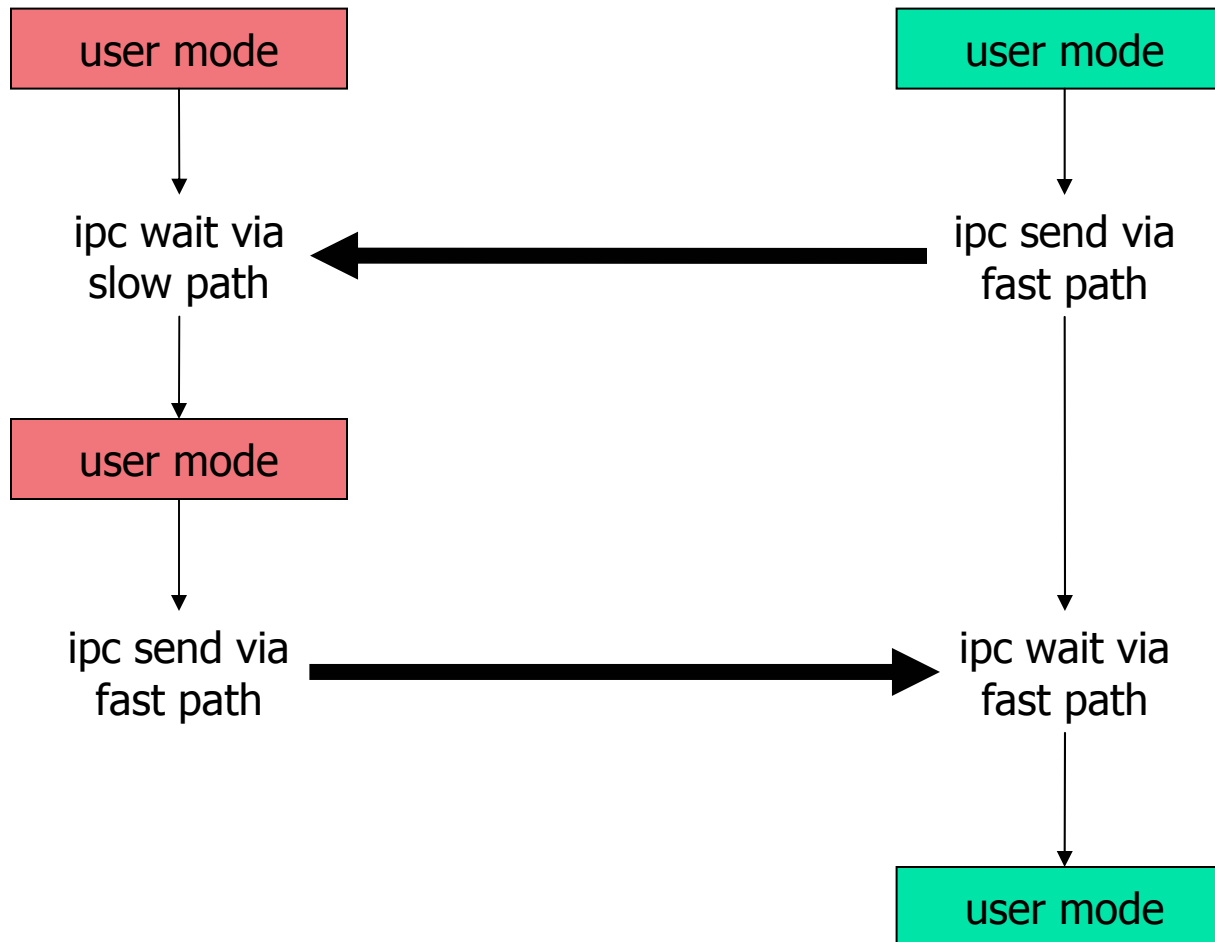 user mode
user mode
ipc wait via
slow path
ipc send via
fast path
user mode
ipc send via
fast path
ipc wait via
fast path
user mode